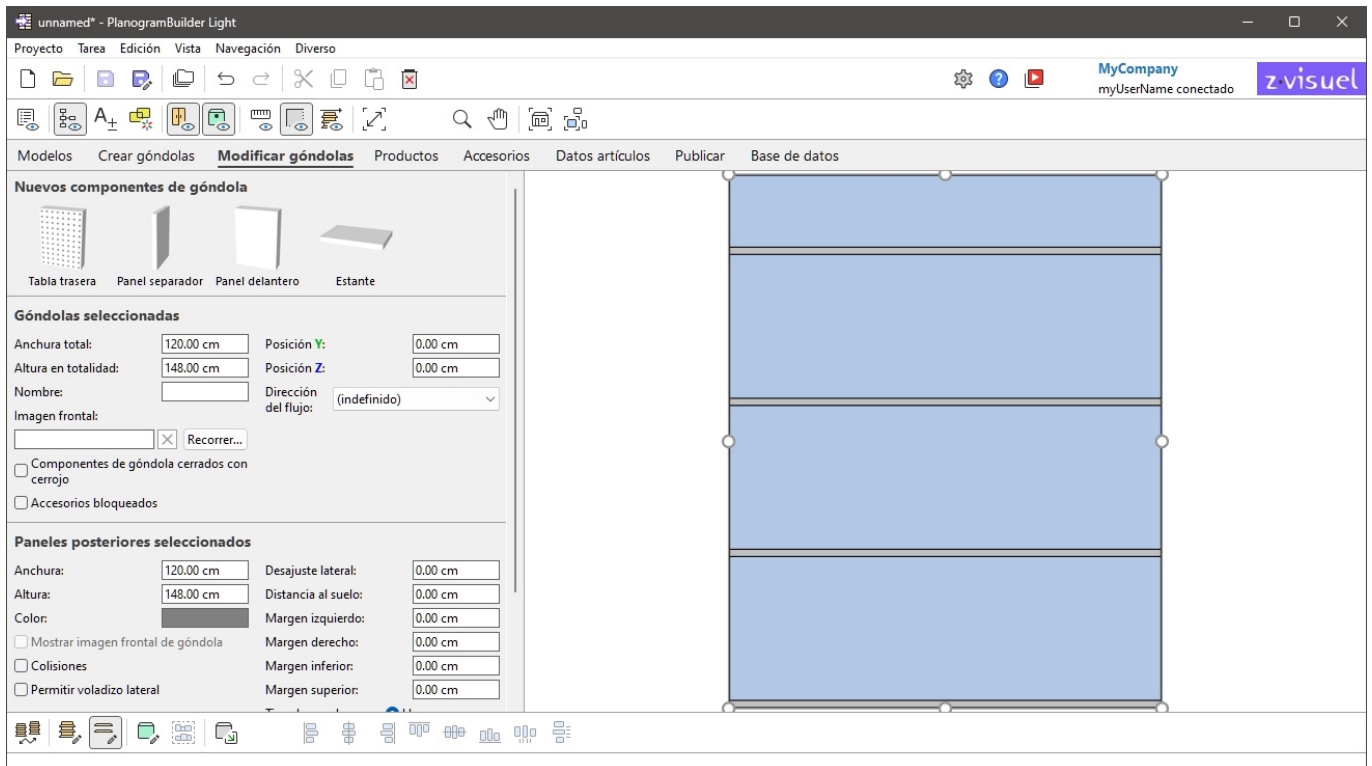 unnamed* - PlanogramBuilder Light
Proyecto Tarea Edición Vista Navegación Diverso
MyCompany
myUserName conectado
z·visuel
Modelos Crear góndolas Modificar góndolas Productos Accesorios Datos artículos Publicar Base de datos
Nuevos componentes de góndola
Tabla trasera Panel separador Panel delantero Estante
Góndolas seleccionadas
Anchura total: 120.00 cm Posición Y: 0.00 cm
Altura en totalidad: 148.00 cm Posición Z: 0.00 cm
Nombre: Dirección del flujo: (indefinido)
Imagen frontal:
Recorrer...
Componentes de góndola cerrados con
cerrojo
Accesorios bloqueados
Paneles posteriores seleccionados
Anchura: 120.00 cm Desajuste lateral: 0.00 cm
Altura: 148.00 cm Distancia al suelo: 0.00 cm
Color: Margen izquierdo: 0.00 cm
Mostrar imagen frontal de góndola Margen derecho: 0.00 cm
Colisiones Margen inferior: 0.00 cm
Permitir voladizo lateral Margen superior: 0.00 cm